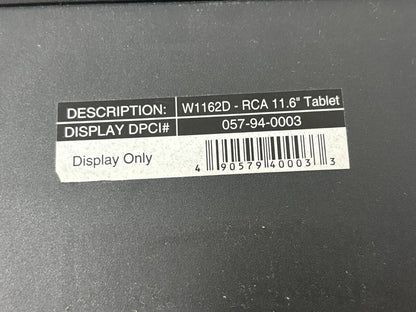 DESCRIPTION: W1162D - RCA 11.6" Tablet
DISPLAY DPCI# 057-94-0003
Display Only
4 90579 40003 3